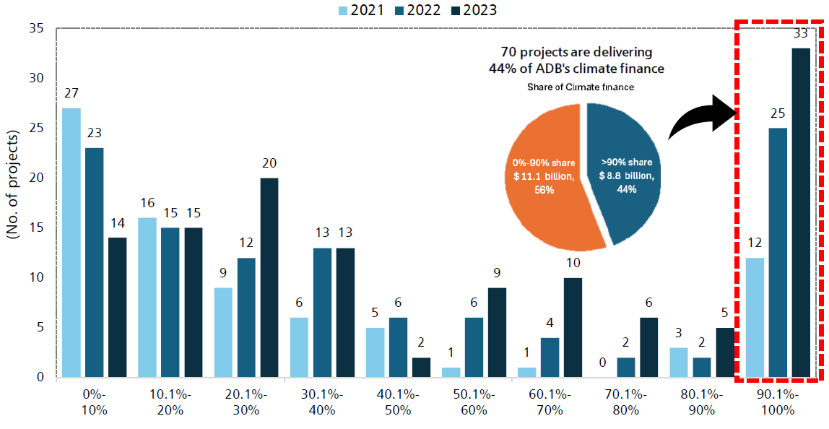 2021 2022 2023
35
30
25
20
15
10
5
0
(No. of projects)
70 projects are delivering
44% of ADB's climate finance
Share of Climate finance
0%-90% share
$11.1 billion,
56%
>90% share
$8.8 billion,
44%
27 23 14
16 15 15
9 12 20
6 13 13
5 6 2
1 6 9
1 4 10
0 2 6
3 2 5
12 25 33
0%-
10%
10.1%-
20%
20.1%-
30%
30.1%-
40%
40.1%-
50%
50.1%-
60%
60.1%-
70%
70.1%-
80%
80.1%-
90%
90.1%-
100%